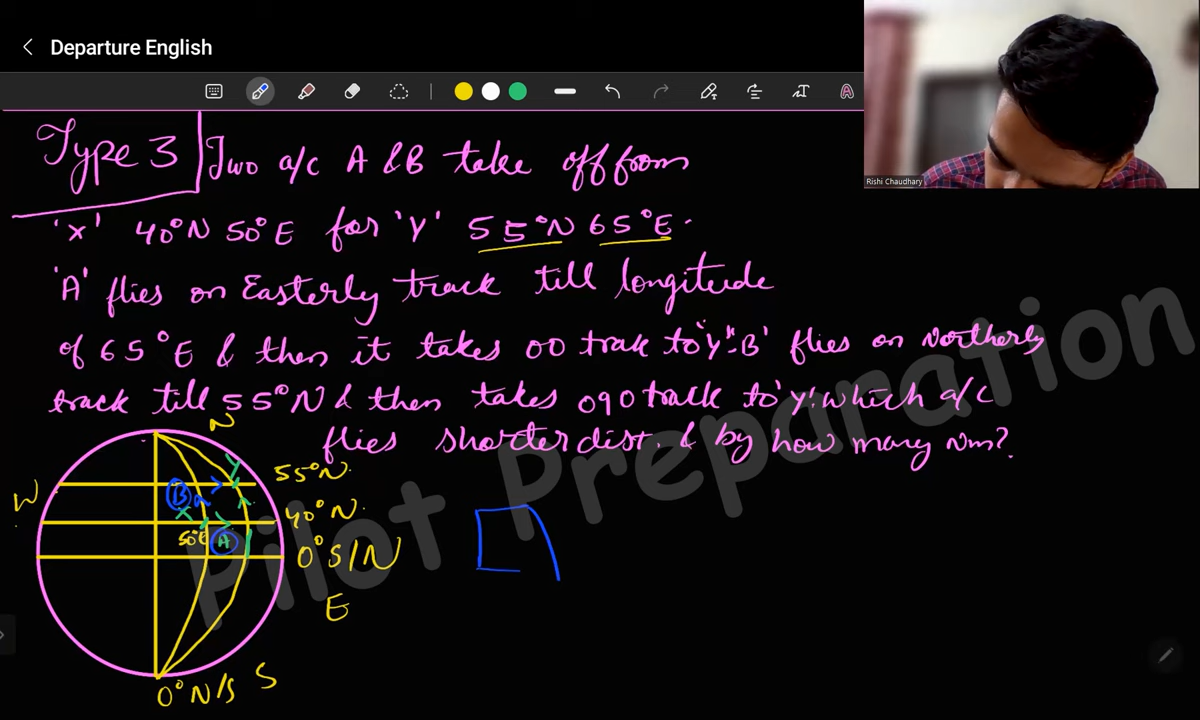 Departure English
Rishi Chaudhary
Type 3 Two a/c A & B take off from
'X' 40°N 50°E for 'Y' 55°N 65°E.
'A' flies on Easterly track till longitude
of 65°E & then it takes 00 trak to 'Y'. 'B' flies on Northerly
track till 55°N & then takes 090 track to 'Y'. Which a/c
flies shorter dist. & by how many Nm?
N
55°N.
W
Y
B
40°N.
X
50°E
A
0°S/N
E
0°N/S S
Pilot Preparation